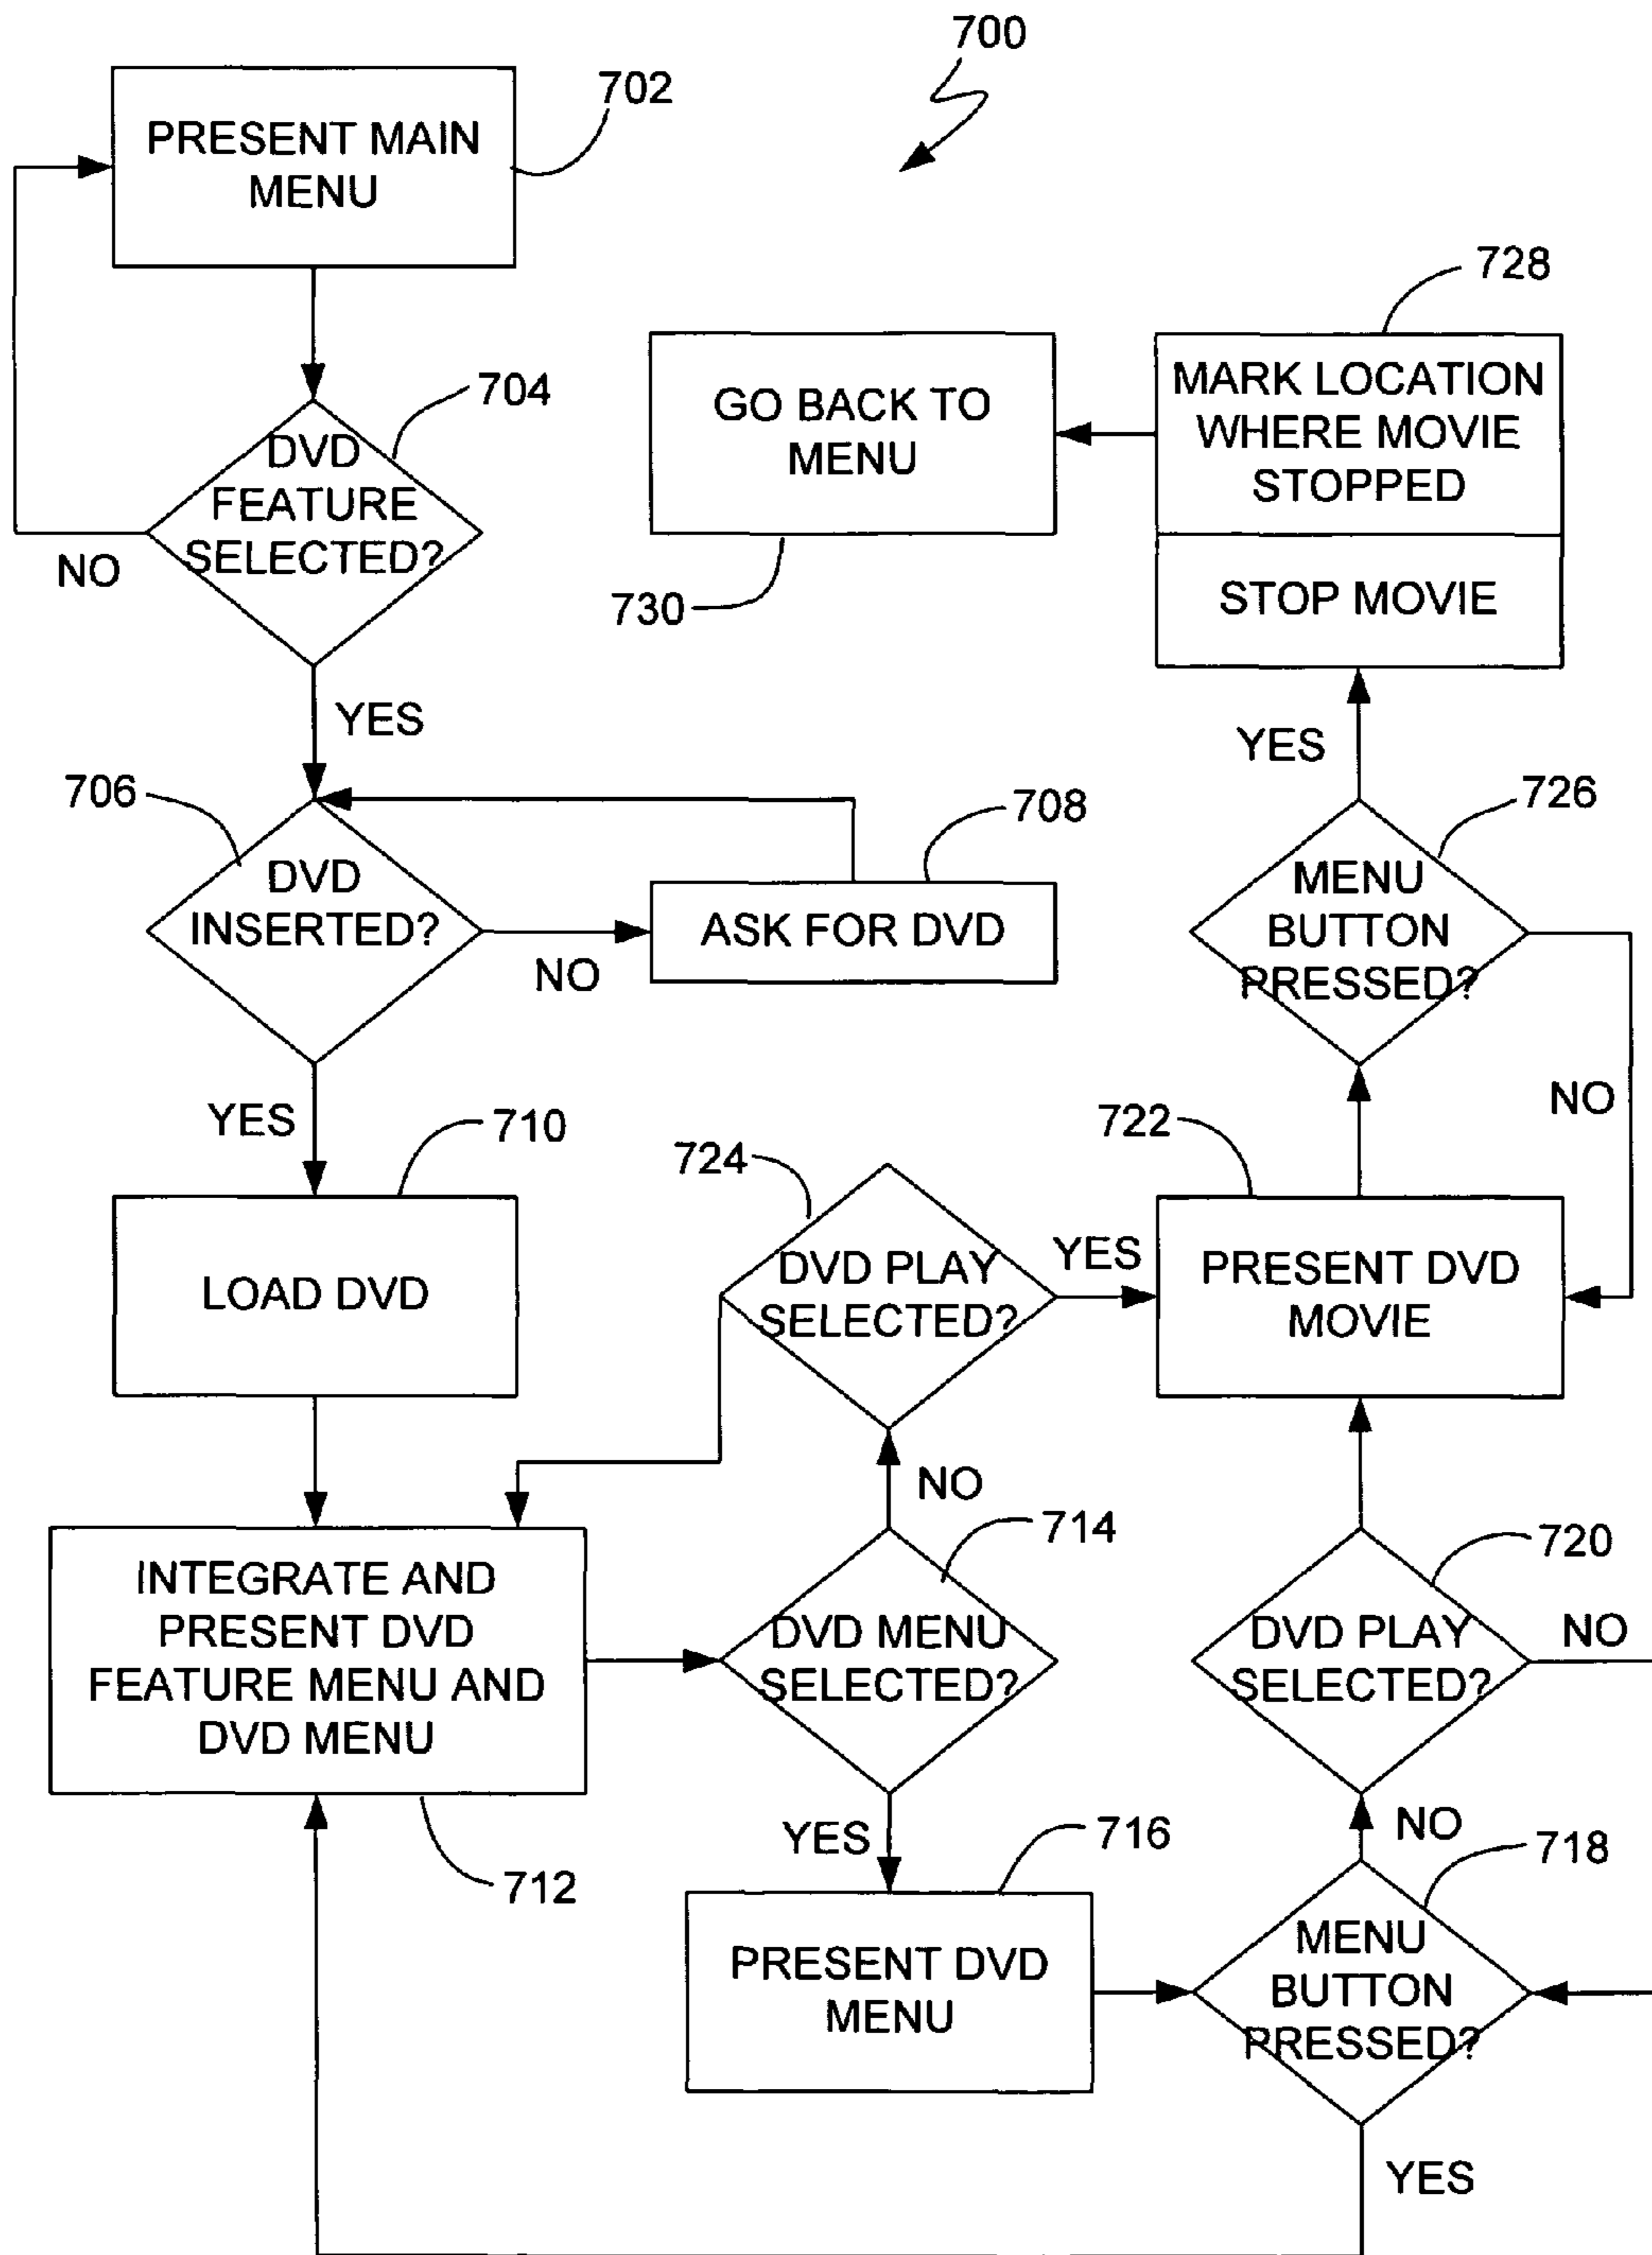 700
702
PRESENT MAIN
MENU
704
DVD
FEATURE
SELECTED?
NO
YES
706
DVD
INSERTED?
NO
708
ASK FOR DVD
YES
710
LOAD DVD
INTEGRATE AND
PRESENT DVD
FEATURE MENU AND
DVD MENU
712
714
DVD MENU
SELECTED?
NO
YES
716
PRESENT DVD
MENU
718
MENU
BUTTON
PRESSED?
YES
NO
720
DVD PLAY
SELECTED?
NO
724
DVD PLAY
SELECTED?
YES
722
PRESENT DVD
MOVIE
726
MENU
BUTTON
PRESSED?
NO
YES
728
MARK LOCATION
WHERE MOVIE
STOPPED
STOP MOVIE
GO BACK TO
MENU
730